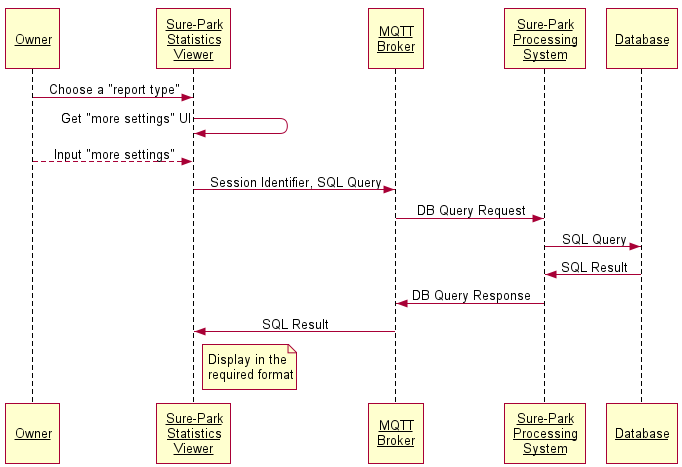 Owner
Sure-Park
Statistics
Viewer
MQTT
Broker
Sure-Park
Processing
System
Database
Choose a "report type"
Get "more settings" UI
Input "more settings"
Session Identifier, SQL Query
DB Query Request
SQL Query
SQL Result
DB Query Response
SQL Result
Display in the
required format
Owner
Sure-Park
Statistics
Viewer
MQTT
Broker
Sure-Park
Processing
System
Database